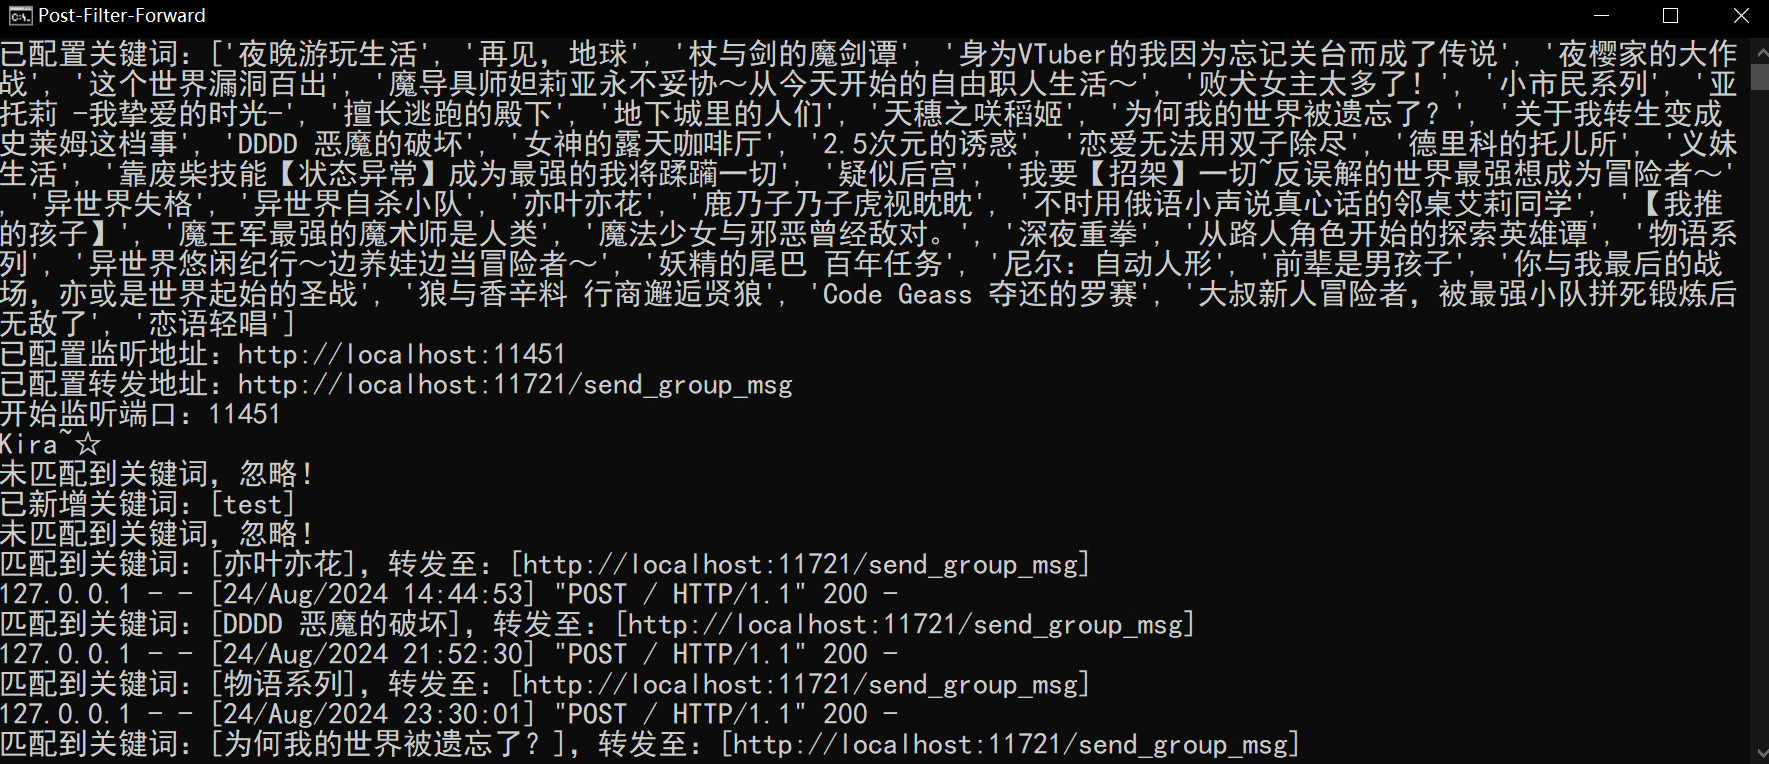 Post-Filter-Forward
已配置关键词：['夜晚游玩生活', '再见，地球', '杖与剑的魔剑谭', '身为VTuber的我因为忘记关台而成了传说', '夜樱家的大作
战', '这个世界漏洞百出', '魔导具师妲莉亚永不妥协～从今天开始的自由职人生活～', '败犬女主太多了！', '小市民系列', '亚
托莉 -我挚爱的时光-', '擅长逃跑的殿下', '地下城里的人们', '天穗之咲稻姬', '为何我的世界被遗忘了？', '关于我转生变成
史莱姆这档事', 'DDDD 恶魔的破坏', '女神的露天咖啡厅', '2.5次元的诱惑', '恋爱无法用双子除尽', '德里科的托儿所', '义妹
生活', '靠废柴技能【状态异常】成为最强的我将蹂躏一切', '疑似后宫', '我要【招架】一切~反误解的世界最强想成为冒险者～'
, '异世界失格', '异世界自杀小队', '亦叶亦花', '鹿乃子乃子虎视眈眈', '不时用俄语小声说真心话的邻桌艾莉同学', '【我推
的孩子】', '魔王军最强的魔术师是人类', '魔法少女与邪恶曾经敌对。', '深夜重拳', '从路人角色开始的探索英雄谭', '物语系
列', '异世界悠闲纪行～边养娃边当冒险者～', '妖精的尾巴 百年任务', '尼尔：自动人形', '前辈是男孩子', '你与我最后的战
场，亦或是世界起始的圣战', '狼与香辛料 行商邂逅贤狼', 'Code Geass 夺还的罗赛', '大叔新人冒险者，被最强小队拼死锻炼后
无敌了', '恋语轻唱']
已配置监听地址：http://localhost:11451
已配置转发地址：http://localhost:11721/send_group_msg
开始监听端口：11451
Kira~☆
未匹配到关键词，忽略！
已新增关键词：[test]
未匹配到关键词，忽略！
匹配到关键词：[亦叶亦花]，转发至：[http://localhost:11721/send_group_msg]
127.0.0.1 - - [24/Aug/2024 14:44:53] "POST / HTTP/1.1" 200 -
匹配到关键词：[DDDD 恶魔的破坏]，转发至：[http://localhost:11721/send_group_msg]
127.0.0.1 - - [24/Aug/2024 21:52:30] "POST / HTTP/1.1" 200 -
匹配到关键词：[物语系列]，转发至：[http://localhost:11721/send_group_msg]
127.0.0.1 - - [24/Aug/2024 23:30:01] "POST / HTTP/1.1" 200 -
匹配到关键词：[为何我的世界被遗忘了？]，转发至：[http://localhost:11721/send_group_msg]